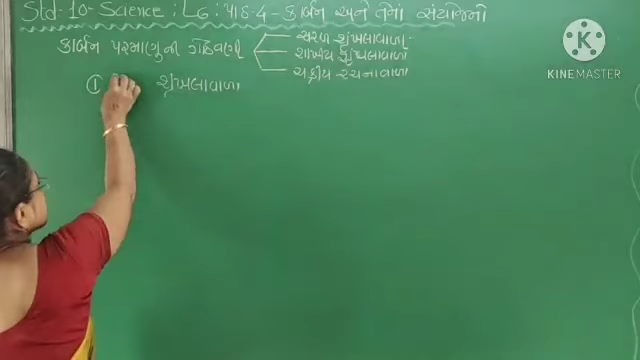 Std-10- Science : L6 : પાઠ-4 - કાર્બન અને તેનાં સંયોજનો
કાર્બન પરમાણુની ગોઠવણી
સરળ શૃંખલાવાળા
શાખીય શૃંખલાવાળા
ચક્રીય રચનાવાળા
① શૃંખલાવાળા
KINEMASTER